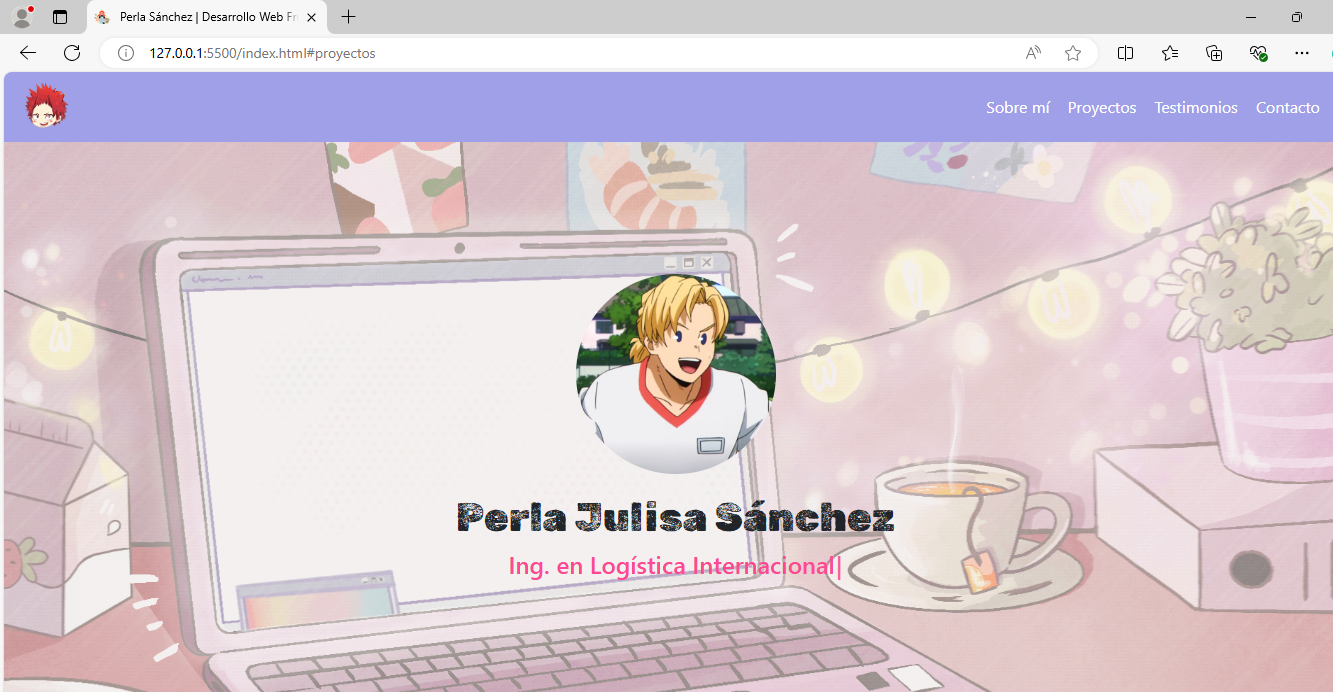 Perla Sánchez | Desarrollo Web Fr
127.0.0.1:5500/index.html#proyectos
Sobre mí Proyectos Testimonios Contacto
Perla Julisa Sánchez
Ing. en Logística Internacional|